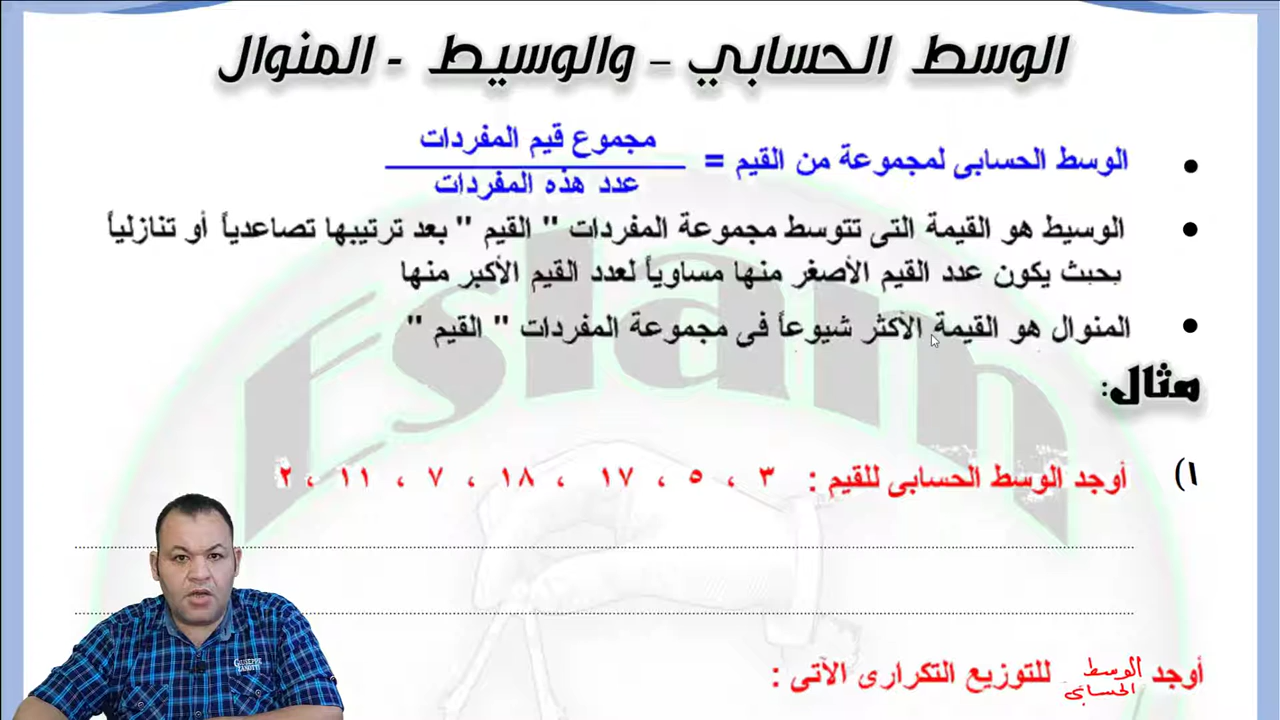 الوسط الحسابي – والوسيط - المنوال
• الوسط الحسابى لمجموعة من القيم = مجموع قيم المفردات
عدد هذه المفردات
• الوسيط هو القيمة التى تتوسط مجموعة المفردات " القيم " بعد ترتيبها تصاعدياً أو تنازلياً
بحيث يكون عدد القيم الأصغر منها مساوياً لعدد القيم الأكبر منها
• المنوال هو القيمة الأكثر شيوعاً فى مجموعة المفردات " القيم "
مثال:
١) أوجد الوسط الحسابى للقيم : ٣ ، ٥ ، ١٧ ، ١٨ ، ٧ ، ١١ ، ٢
أوجد الوسط الحسابى للتوزيع التكرارى الآتى :
Eslam
GIUSEPPE
ZANOTTI